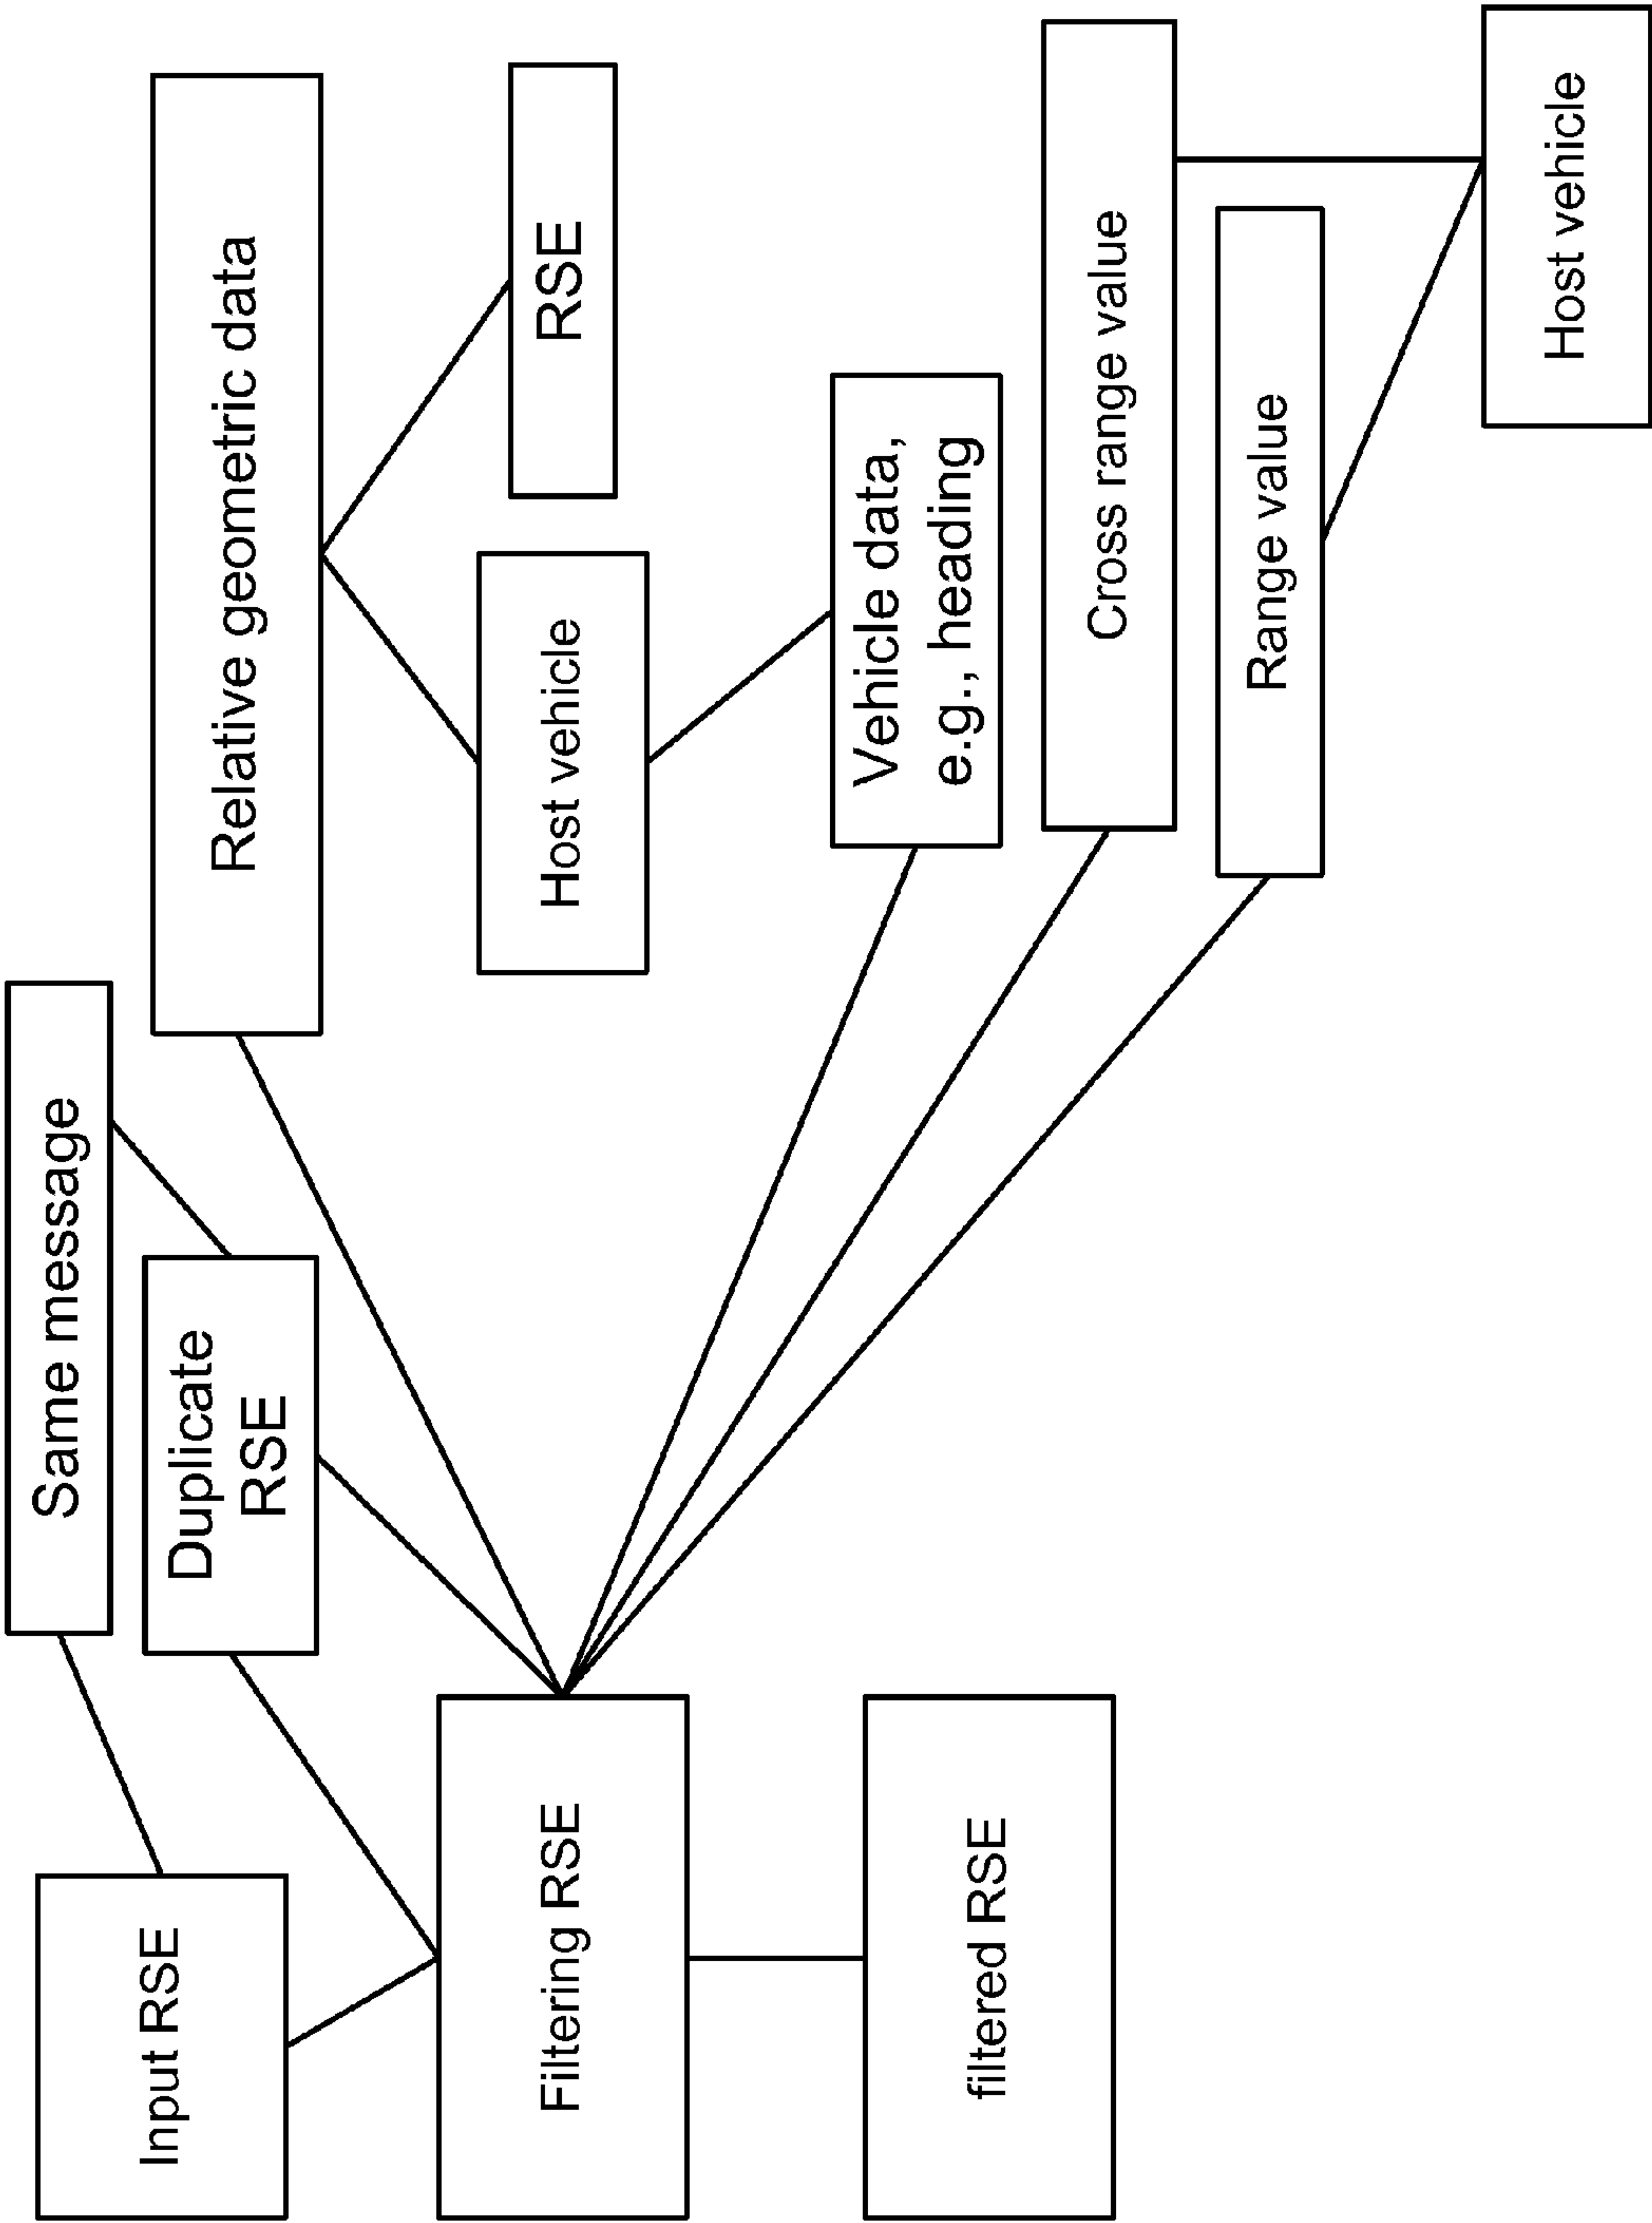 Input RSE
Same message
Duplicate
RSE
Relative geometric data
Filtering RSE
Host vehicle
RSE
Vehicle data,
e.g., heading
filtered RSE
Cross range value
Range value
Host vehicle